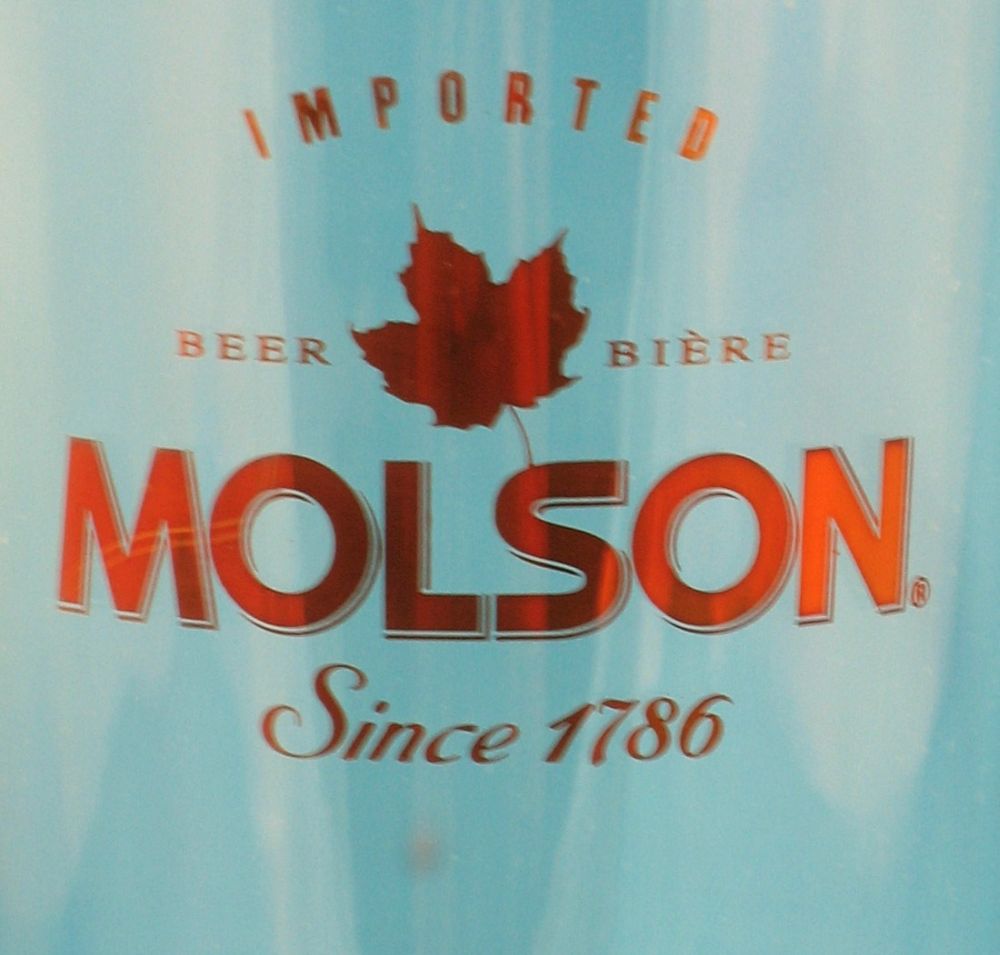 IMPORTED
BEER BIÈRE
MOLSON®
Since 1786